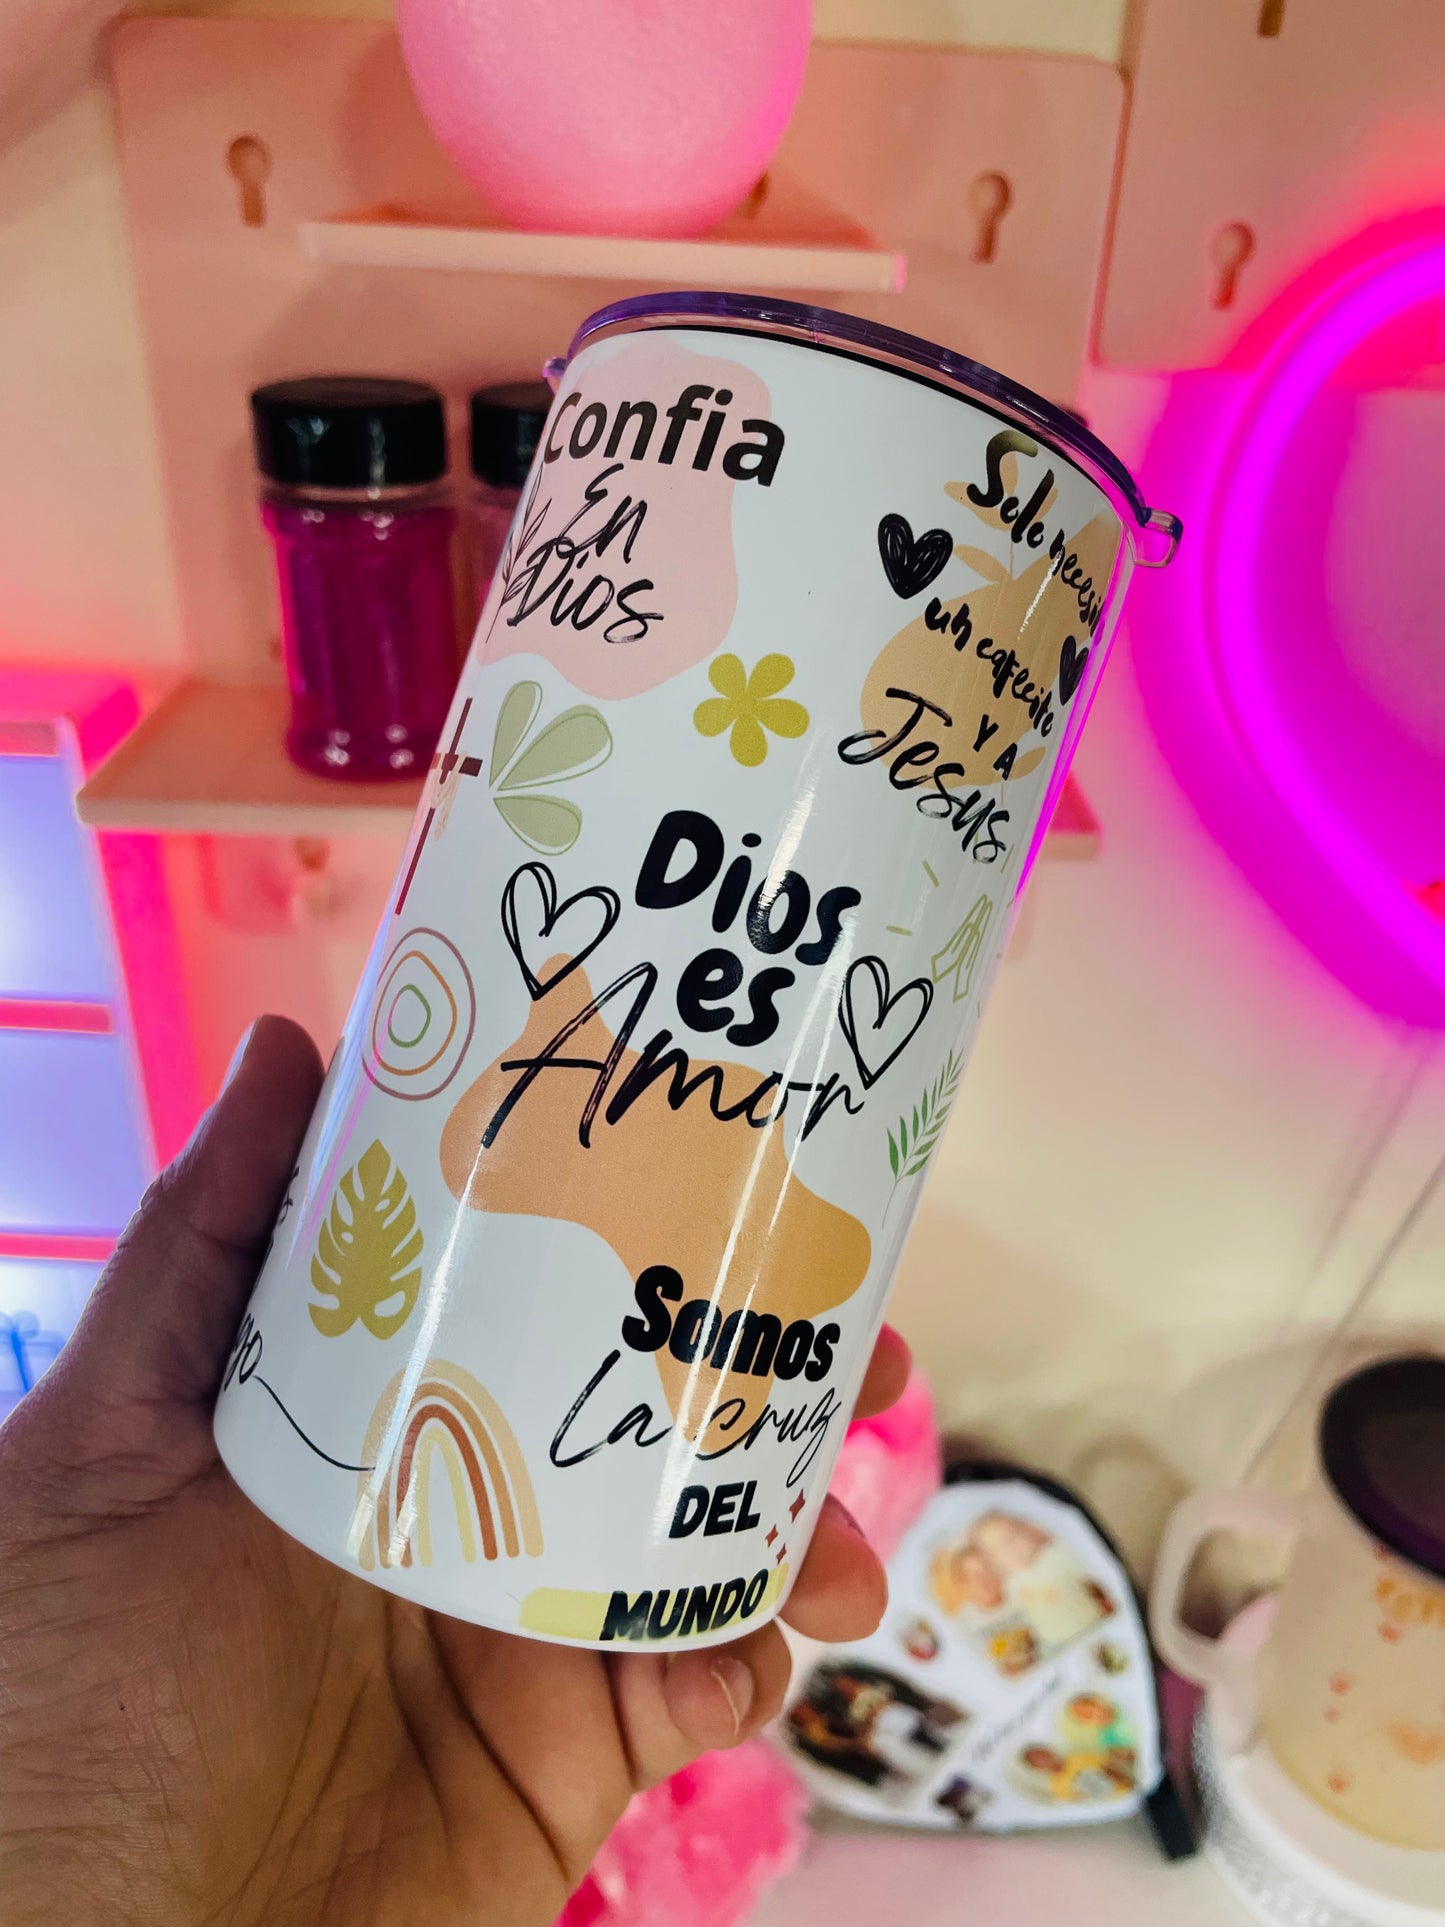 Confia
En
Dios
Solo necesito
un cafecito
Y A
Jesus
Dios
es
Amor
Somos
La cruz
DEL
MUNDO